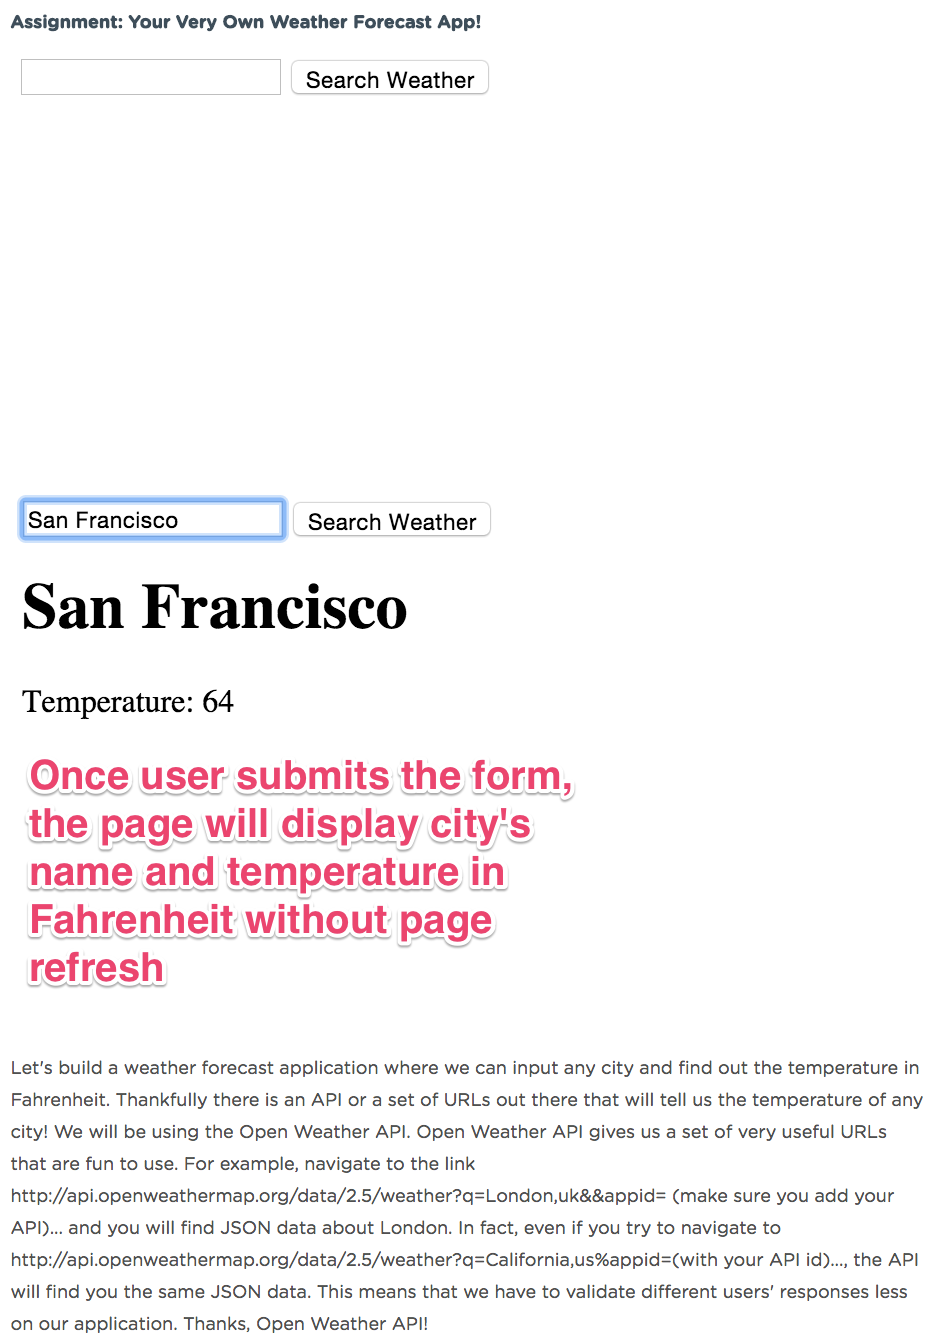 Assignment: Your Very Own Weather Forecast App!
Search Weather
San Francisco
Search Weather
San Francisco
Temperature: 64
Once user submits the form,
the page will display city's
name and temperature in
Fahrenheit without page
refresh
Let's build a weather forecast application where we can input any city and find out the temperature in
Fahrenheit. Thankfully there is an API or a set of URLs out there that will tell us the temperature of any
city! We will be using the Open Weather API. Open Weather API gives us a set of very useful URLs
that are fun to use. For example, navigate to the link
http://api.openweathermap.org/data/2.5/weather?q=London,uk&&appid= (make sure you add your
API)... and you will find JSON data about London. In fact, even if you try to navigate to
http://api.openweathermap.org/data/2.5/weather?q=California,us%appid=(with your API id)..., the API
will find you the same JSON data. This means that we have to validate different users' responses less
on our application. Thanks, Open Weather API!